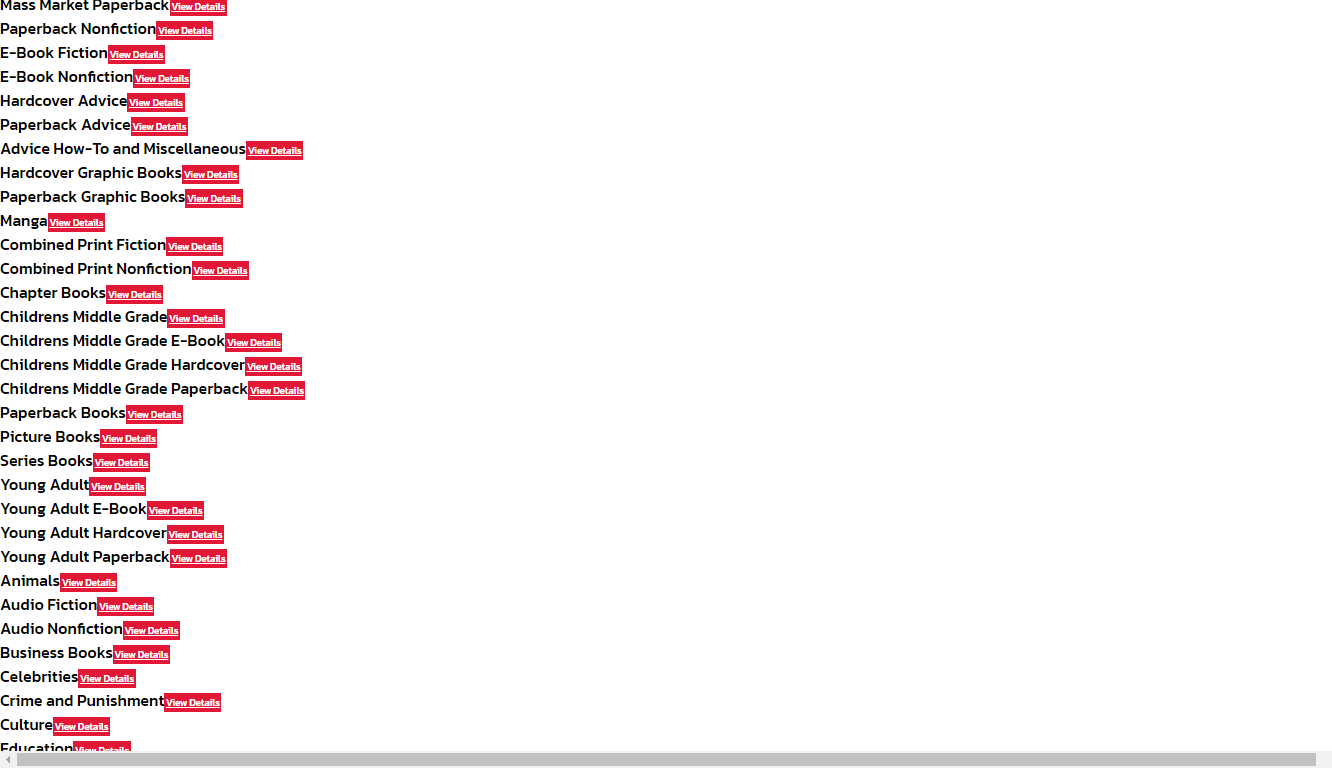 Mass Market Paperback View Details
Paperback Nonfiction View Details
E-Book Fiction View Details
E-Book Nonfiction View Details
Hardcover Advice View Details
Paperback Advice View Details
Advice How-To and Miscellaneous View Details
Hardcover Graphic Books View Details
Paperback Graphic Books View Details
Manga View Details
Combined Print Fiction View Details
Combined Print Nonfiction View Details
Chapter Books View Details
Childrens Middle Grade View Details
Childrens Middle Grade E-Book View Details
Childrens Middle Grade Hardcover View Details
Childrens Middle Grade Paperback View Details
Paperback Books View Details
Picture Books View Details
Series Books View Details
Young Adult View Details
Young Adult E-Book View Details
Young Adult Hardcover View Details
Young Adult Paperback View Details
Animals View Details
Audio Fiction View Details
Audio Nonfiction View Details
Business Books View Details
Celebrities View Details
Crime and Punishment View Details
Culture View Details
Education View Details